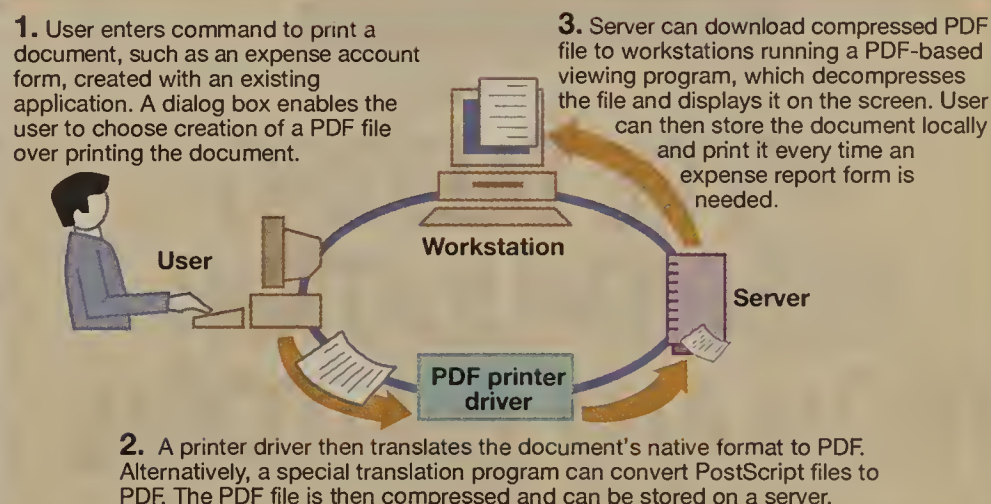 1. User enters command to print a
document, such as an expense account
form, created with an existing
application. A dialog box enables the
user to choose creation of a PDF file
over printing the document.
3. Server can download compressed PDF
file to workstations running a PDF-based
viewing program, which decompresses
the file and displays it on the screen. User
can then store the document locally
and print it every time an
expense report form is
needed.
Workstation
User
Server
PDF printer
driver
2. A printer driver then translates the document's native format to PDF.
Alternatively, a special translation program can convert PostScript files to
PDF. The PDF file is then compressed and can be stored on a server.